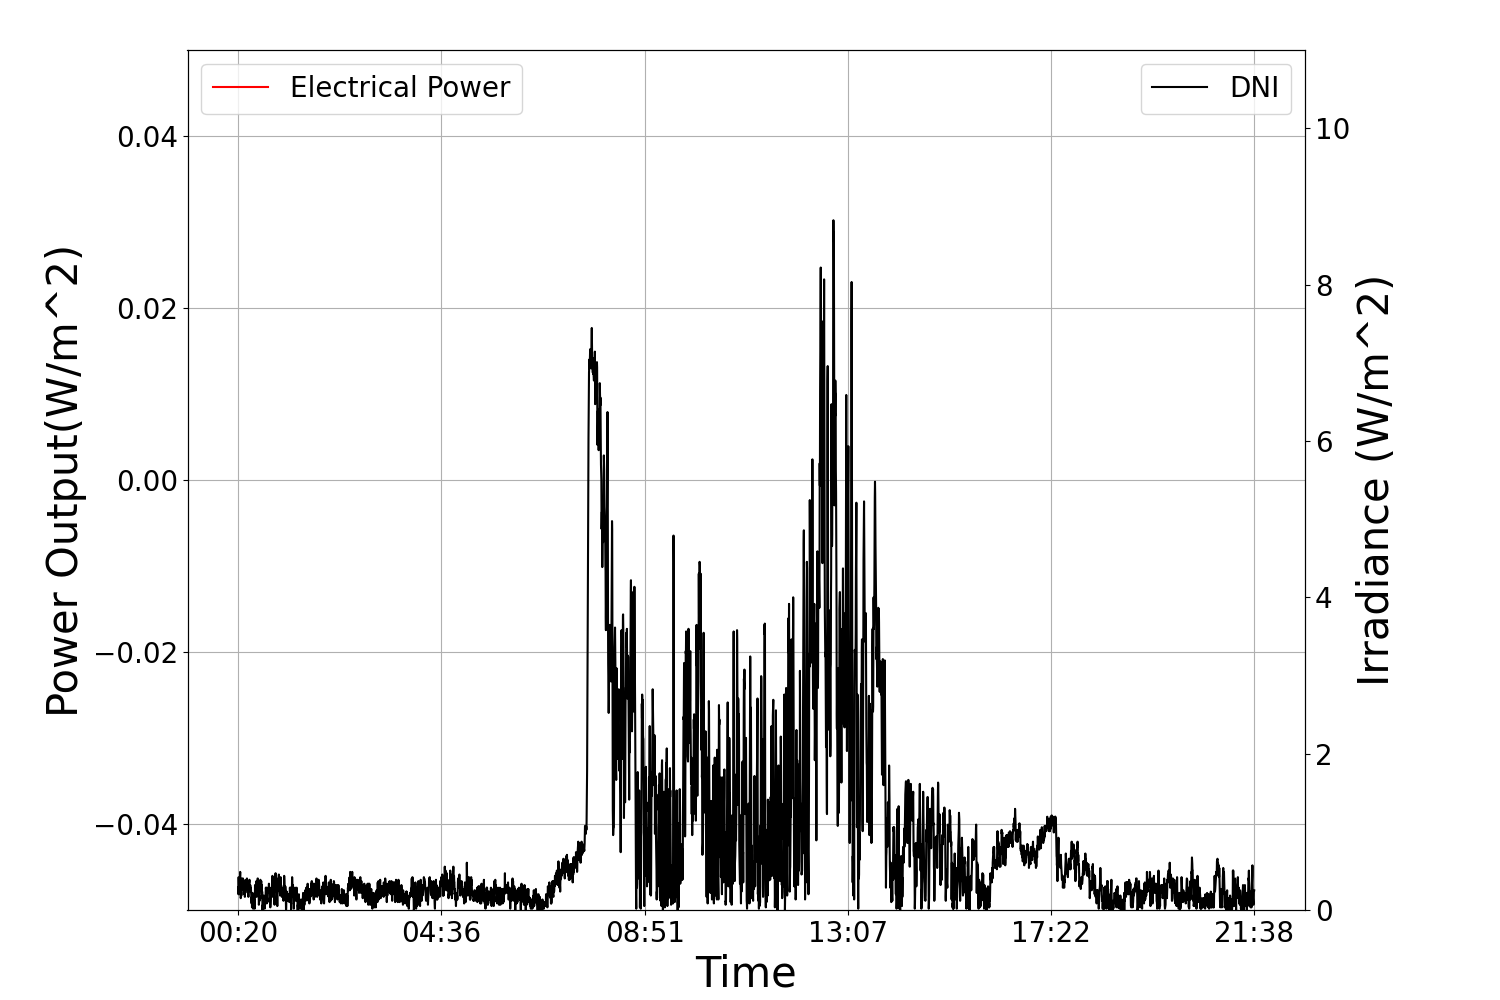 Electrical Power
DNI
Power Output(W/m^2)
0.04
0.02
0.00
−0.02
−0.04
10
8
6
4
2
0
Irradiance (W/m^2)
00:20 04:36 08:51 13:07 17:22 21:38
Time